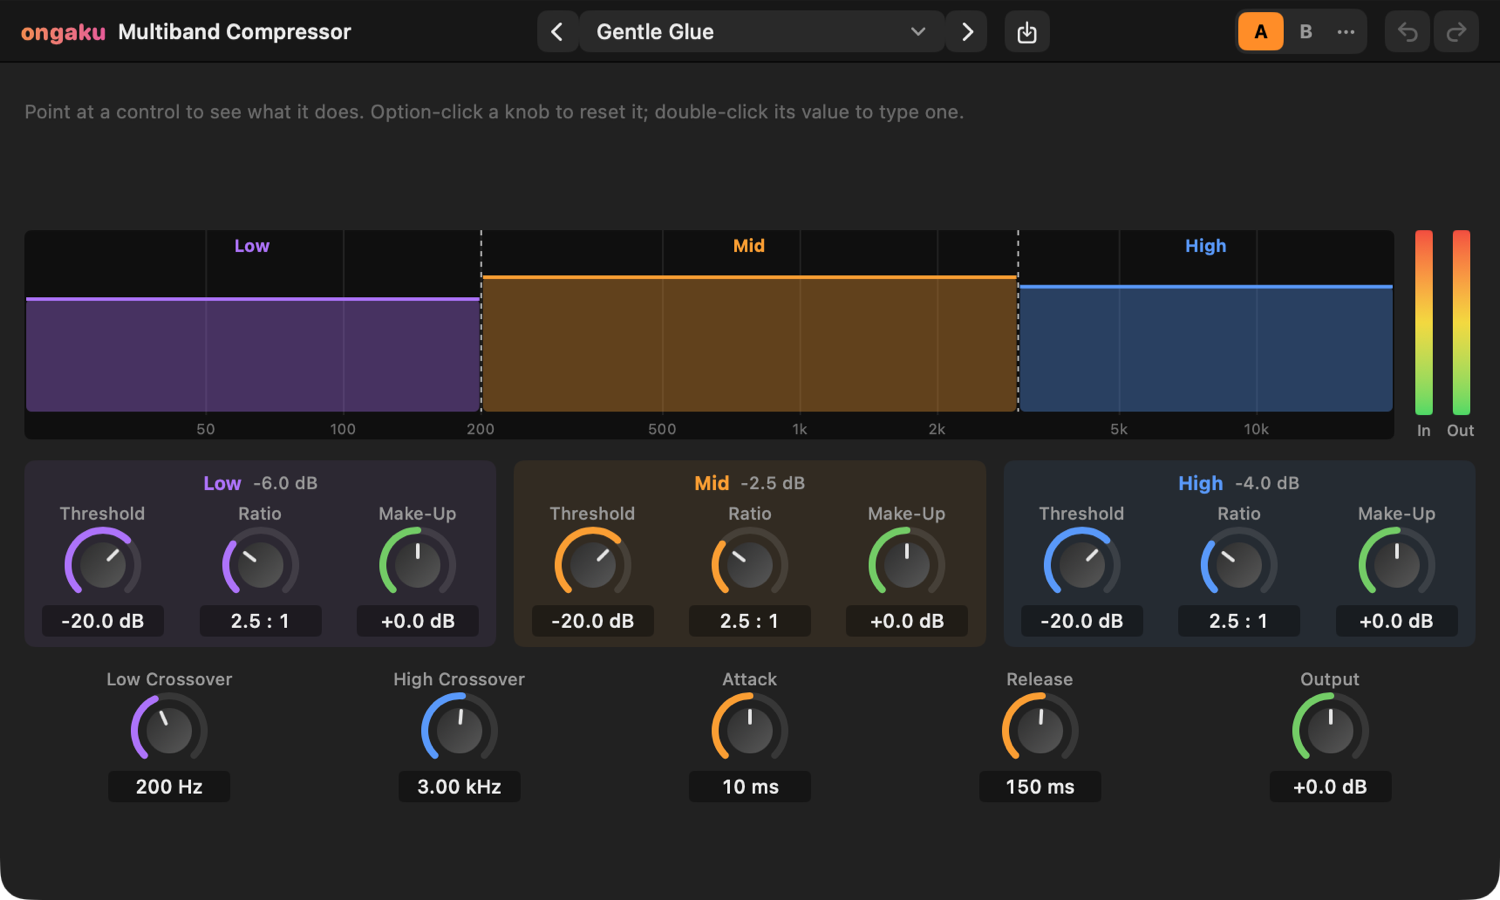 ongaku Multiband Compressor
Gentle Glue
A B ...
Point at a control to see what it does. Option-click a knob to reset it; double-click its value to type one.
Low Mid High
50 100 200 500 1k 2k 5k 10k
In Out
Low -6.0 dB
Threshold Ratio Make-Up
-20.0 dB 2.5 : 1 +0.0 dB
Mid -2.5 dB
Threshold Ratio Make-Up
-20.0 dB 2.5 : 1 +0.0 dB
High -4.0 dB
Threshold Ratio Make-Up
-20.0 dB 2.5 : 1 +0.0 dB
Low Crossover High Crossover Attack Release Output
200 Hz 3.00 kHz 10 ms 150 ms +0.0 dB